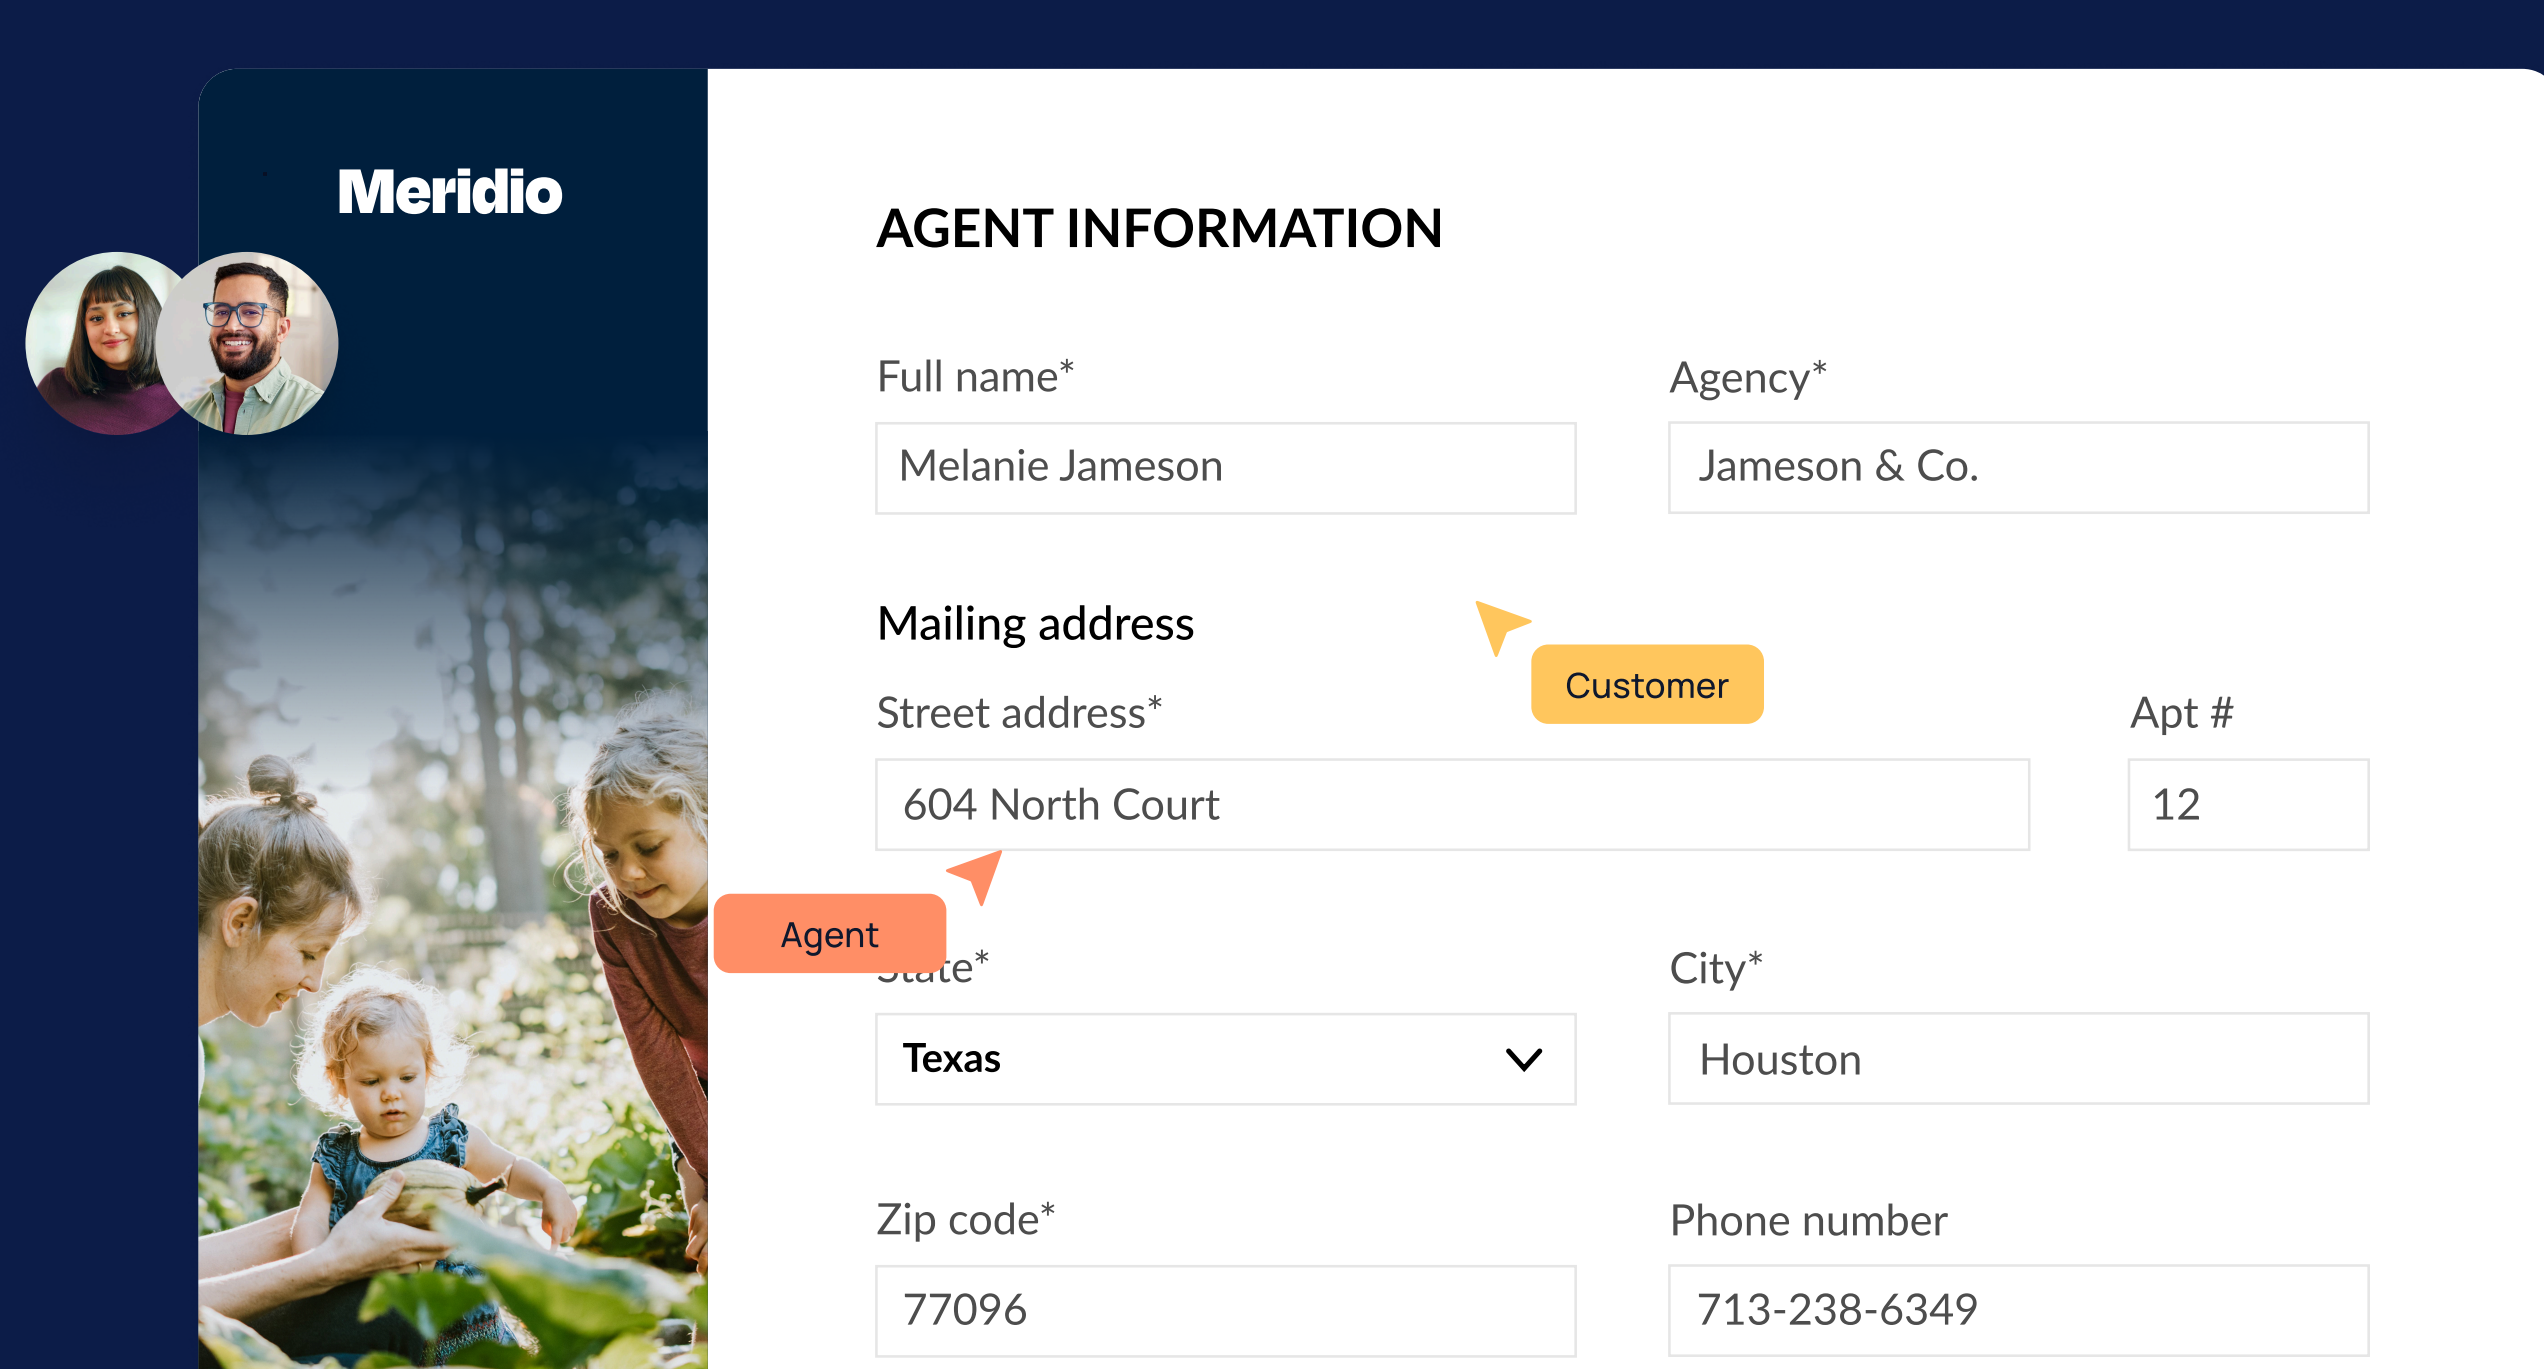 Meridio
AGENT INFORMATION
Full name*
Agency*
Melanie Jameson
Jameson & Co.
Mailing address
Customer
Street address*
Apt #
604 North Court
12
Agent
State*
City*
Texas
Houston
Zip code*
Phone number
77096
713-238-6349